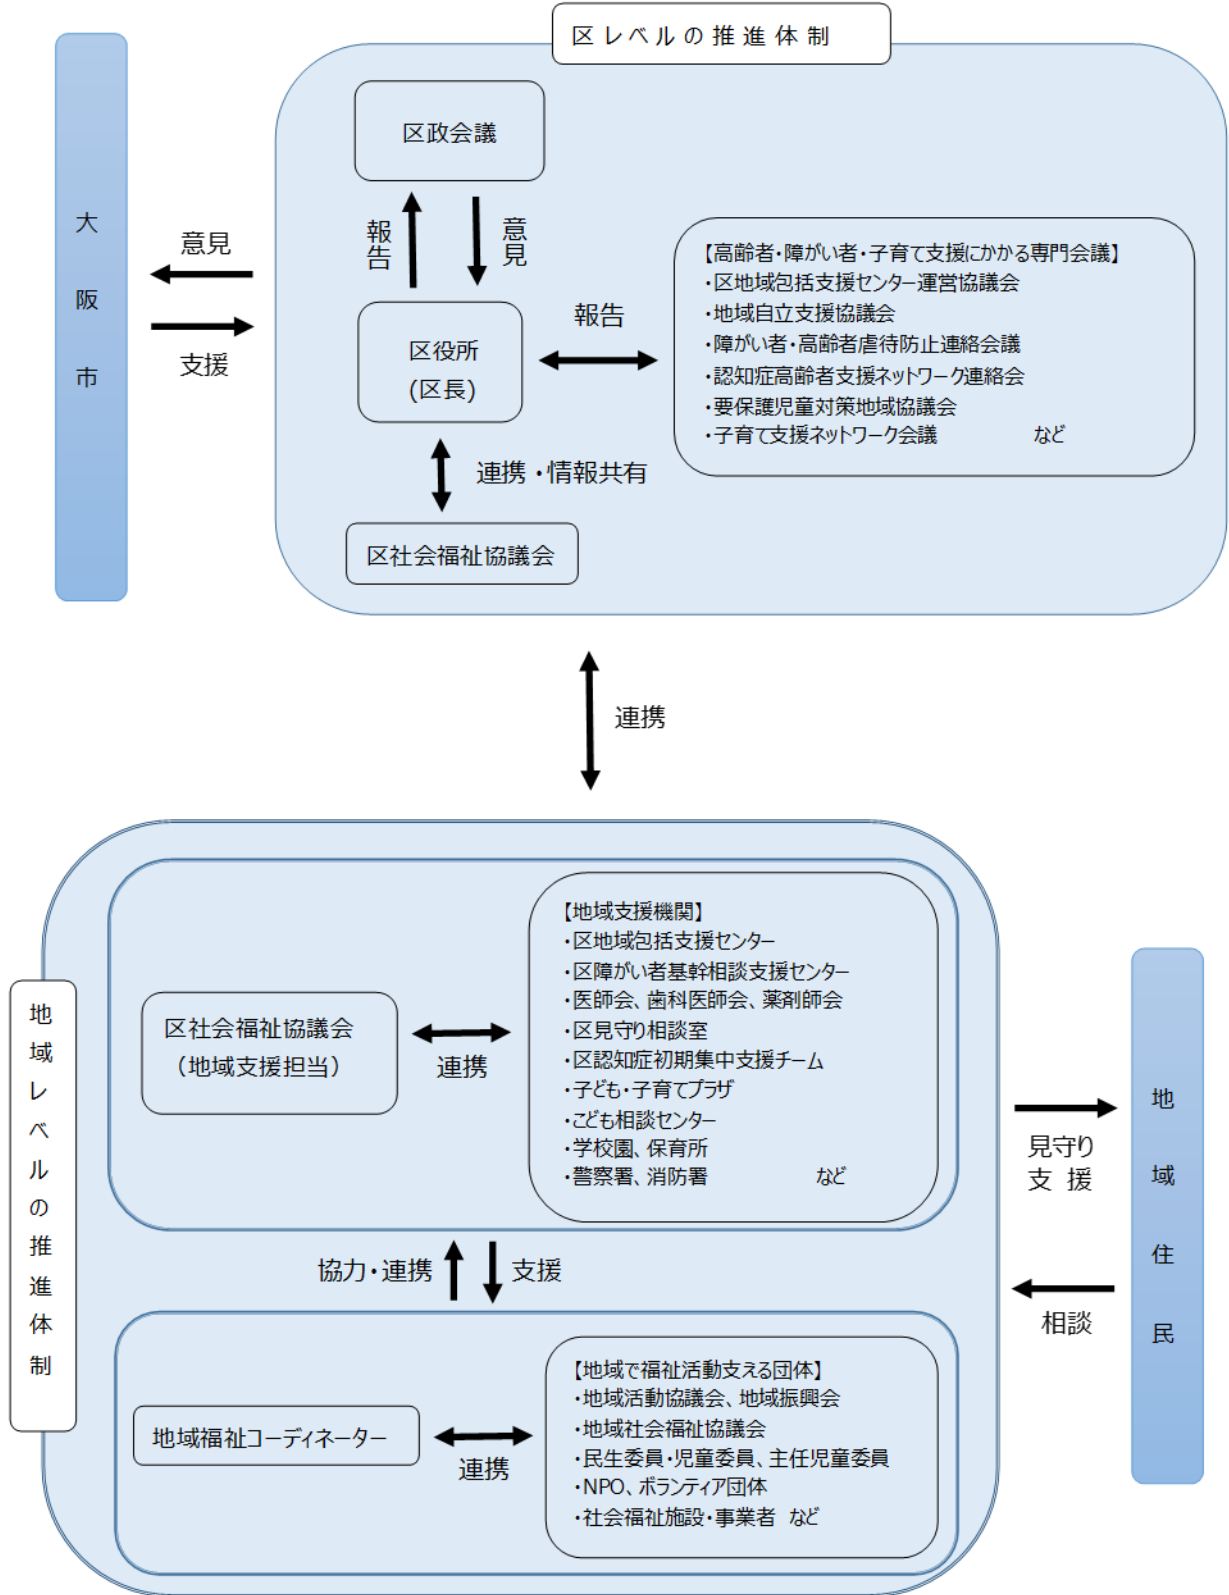 区レベルの推進体制
大阪市
意見
支援
区政会議
報告
意見
区役所
(区長)
報告
【高齢者・障がい者・子育て支援にかかる専門会議】
・区地域包括支援センター運営協議会
・地域自立支援協議会
・障がい者・高齢者虐待防止連絡会議
・認知症高齢者支援ネットワーク連絡会
・要保護児童対策地域協議会
・子育て支援ネットワーク会議 など
連携・情報共有
区社会福祉協議会
連携
地域レベルの推進体制
区社会福祉協議会
（地域支援担当）
連携
【地域支援機関】
・区地域包括支援センター
・区障がい者基幹相談支援センター
・医師会、歯科医師会、薬剤師会
・区見守り相談室
・区認知症初期集中支援チーム
・子ども・子育てプラザ
・こども相談センター
・学校園、保育所
・警察署、消防署 など
協力・連携
支援
地域福祉コーディネーター
連携
【地域で福祉活動支える団体】
・地域活動協議会、地域振興会
・地域社会福祉協議会
・民生委員・児童委員、主任児童委員
・NPO、ボランティア団体
・社会福祉施設・事業者 など
見守り
支援
相談
地域住民